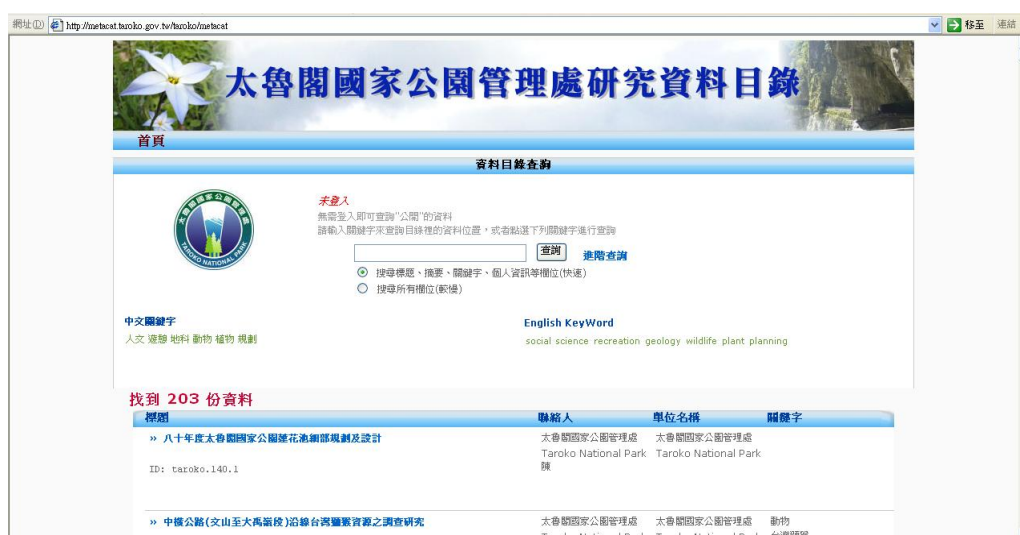 網址(D) http://metacat.taroko.gov.tw/taroko/metacat 移至 連結
太魯閣國家公園管理處研究資料目錄
首頁
資料目錄查詢
太魯閣國家公園管理處
TAROKO NATIONAL PARK
未登入
無需登入即可查詢"公開"的資料
請輸入關鍵字來查詢目錄裡的資料位置，或者點選下列關鍵字進行查詢
查詢 進階查詢
搜尋標題、摘要、關鍵字、個人資訊等欄位(快速)
搜尋所有欄位(較慢)
中文關鍵字 English KeyWord
人文 遊憩 地科 動物 植物 規劃 social science recreation geology wildlife plant planning
找到 203 份資料
標題 聯絡人 單位名稱 關鍵字
» 八十年度太魯閣國家公園蓮花池細部規劃及設計 太魯閣國家公園管理處 太魯閣國家公園管理處
Taroko National Park Taroko National Park
ID: taroko.140.1 陳
» 中橫公路(文山至大禹嶺段)沿線台灣獼猴資源之調查研究 太魯閣國家公園管理處 太魯閣國家公園管理處 動物